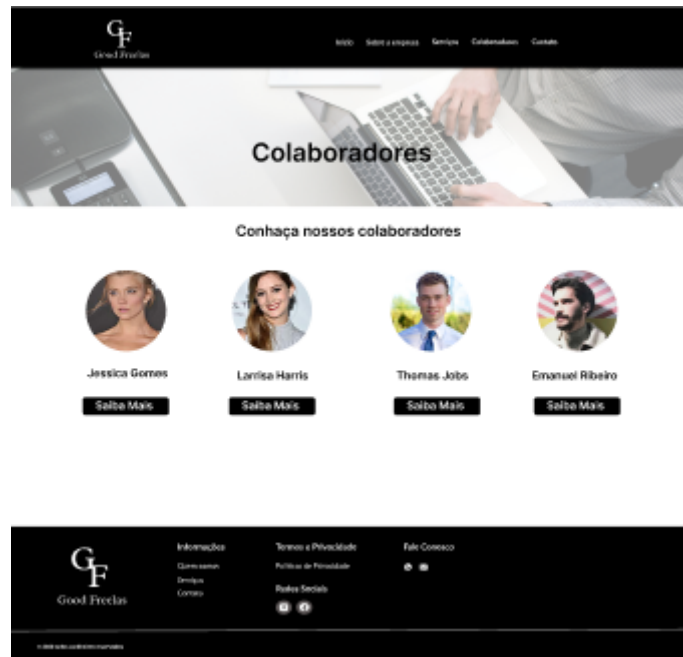 GF
Good Freelas
Início Sobre a empresa Serviços Colaboradores Contato
Colaboradores
Conhaça nossos colaboradores
Jessica Gomes
Larrisa Harris
Thomas Jobs
Emanuel Ribeiro
Saiba Mais
Saiba Mais
Saiba Mais
Saiba Mais
GF
Good Freelas
Informações
Quem somos
Serviços
Contato
Termos e Privacidade
Políticas de Privacidade
Redes Sociais
Fale Conosco